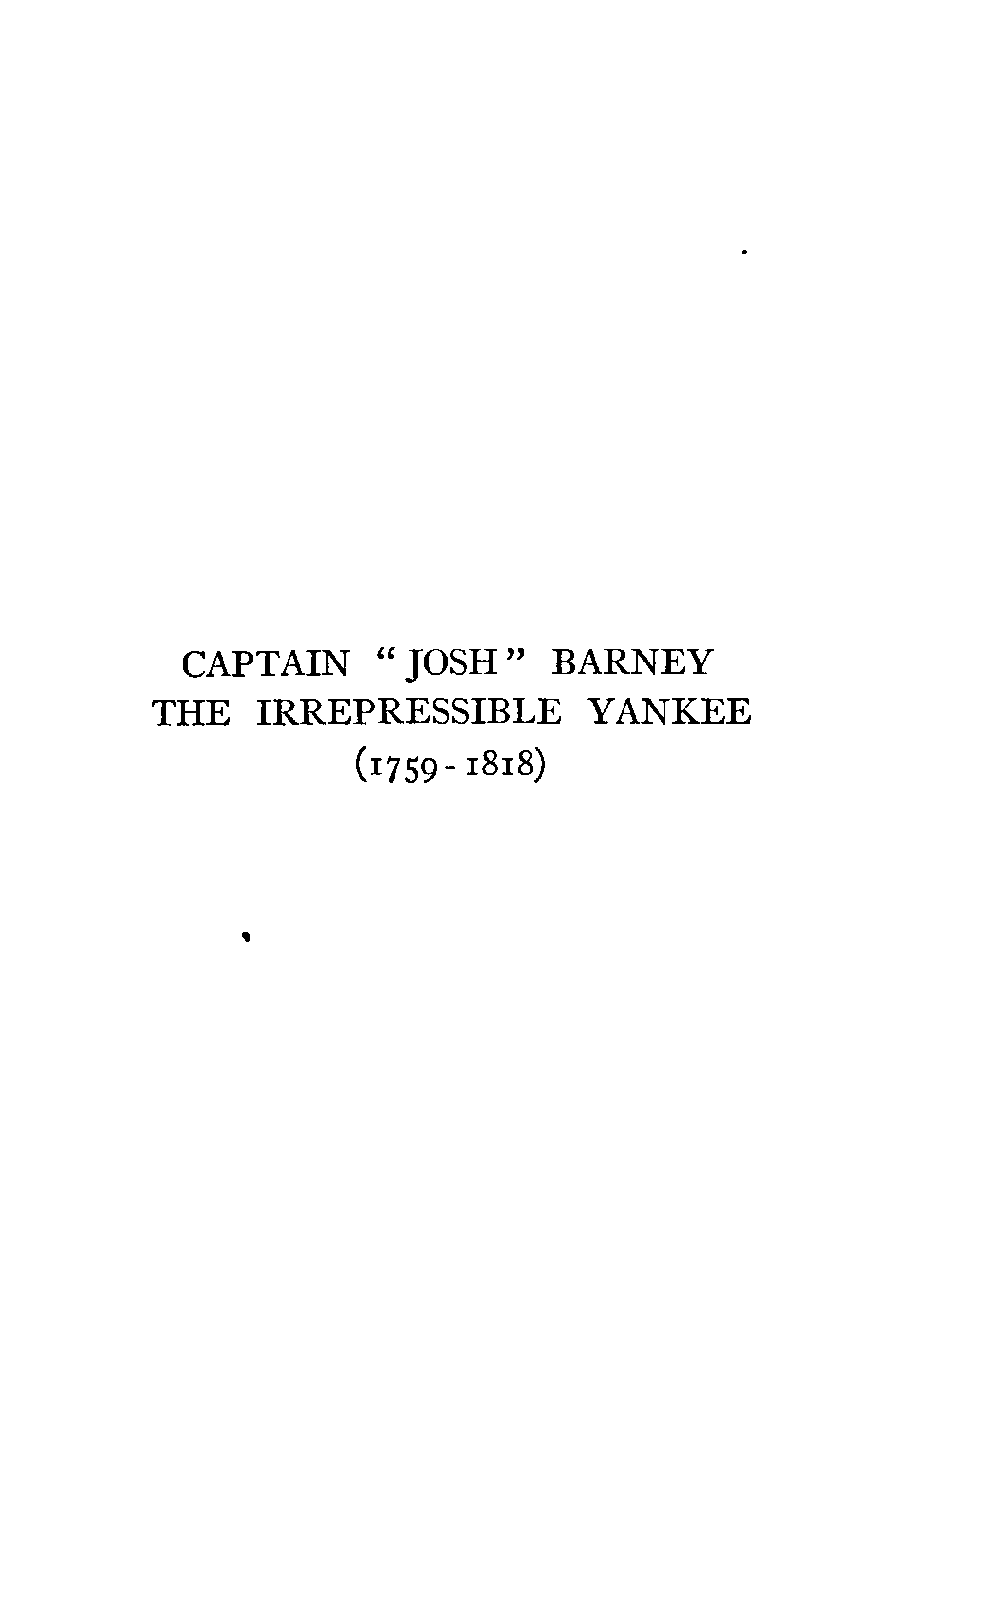 CAPTAIN “JOSH” BARNEY
THE IRREPRESSIBLE YANKEE
(1759-1818)